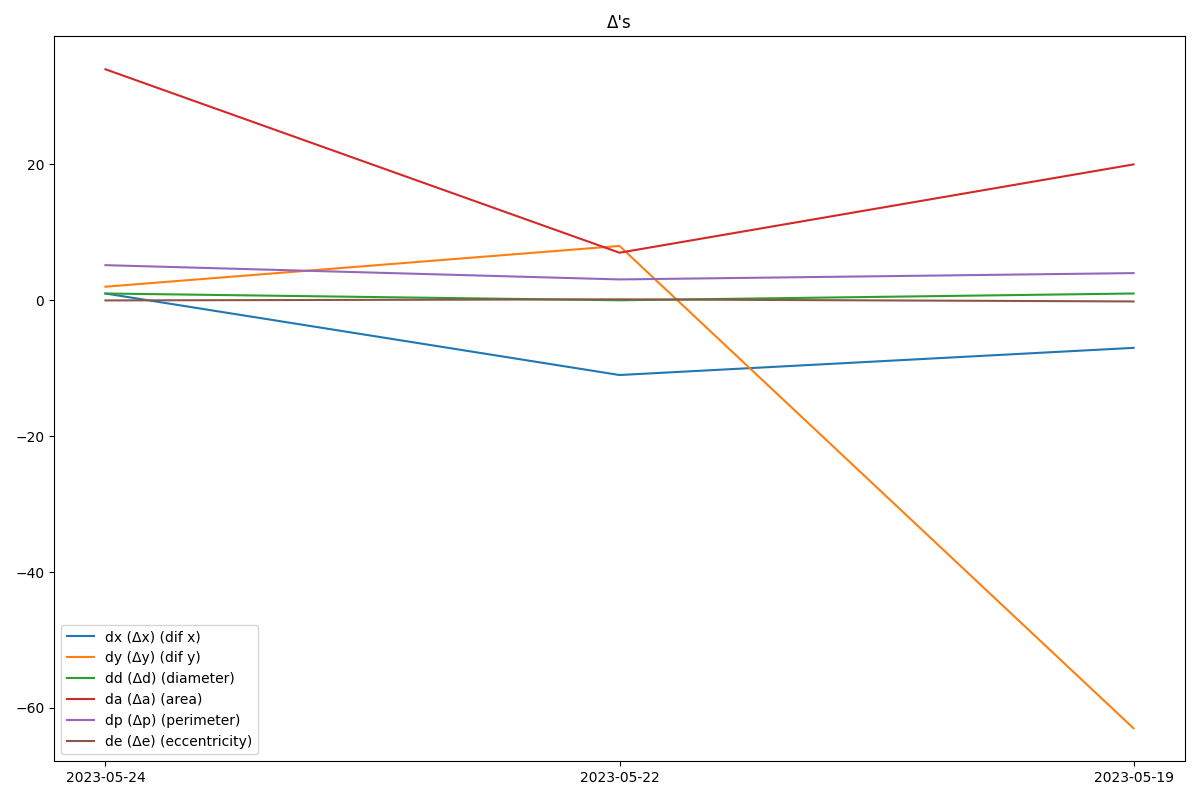 Δ's
20
0
−20
−40
−60
dx (Δx) (dif x)
dy (Δy) (dif y)
dd (Δd) (diameter)
da (Δa) (area)
dp (Δp) (perimeter)
de (Δe) (eccentricity)
2023-05-24 2023-05-22 2023-05-19